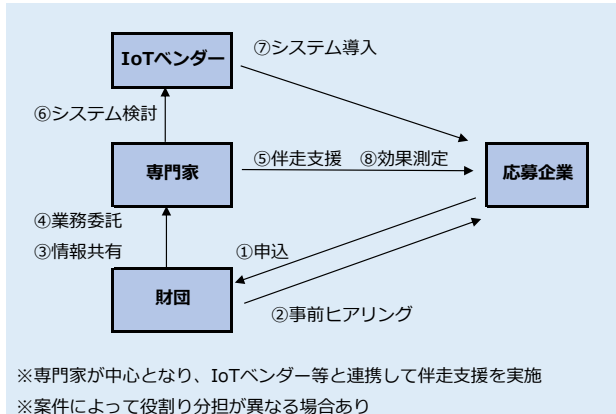 ⑦システム導入
IoTベンダー
⑥システム検討
⑤伴走支援 ⑧効果測定
専門家
応募企業
④業務委託
③情報共有
①申込
財団
②事前ヒアリング
※専門家が中心となり、IoTベンダー等と連携して伴走支援を実施
※案件によって役割り分担が異なる場合あり